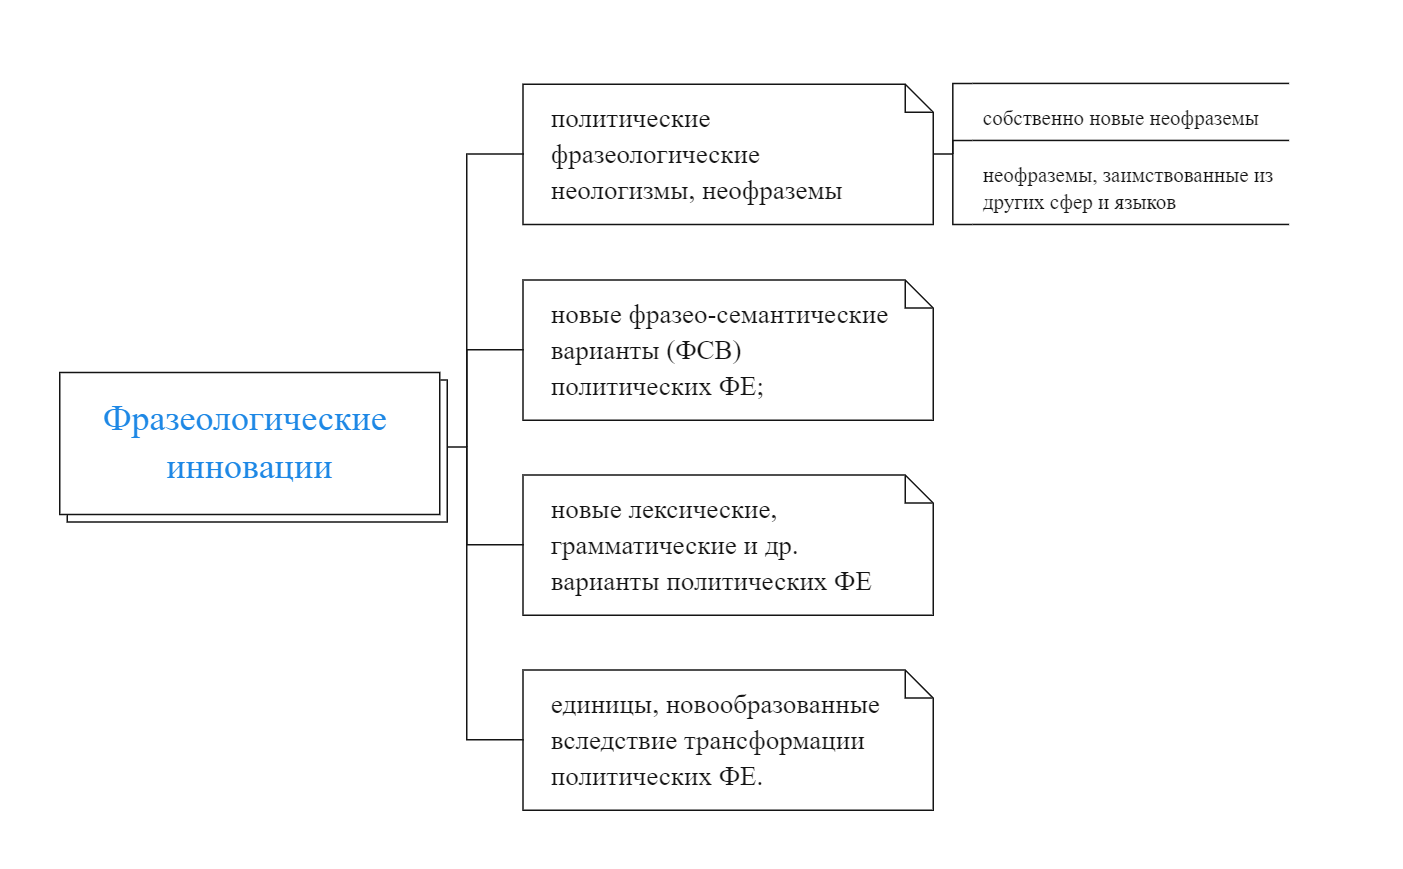 Фразеологические
инновации
политические
фразеологические
неологизмы, неофраземы
собственно новые неофраземы
неофраземы, заимствованные из
других сфер и языков
новые фразео-семантические
варианты (ФСВ)
политических ФЕ;
новые лексические,
грамматические и др.
варианты политических ФЕ
единицы, новообразованные
вследствие трансформации
политических ФЕ.